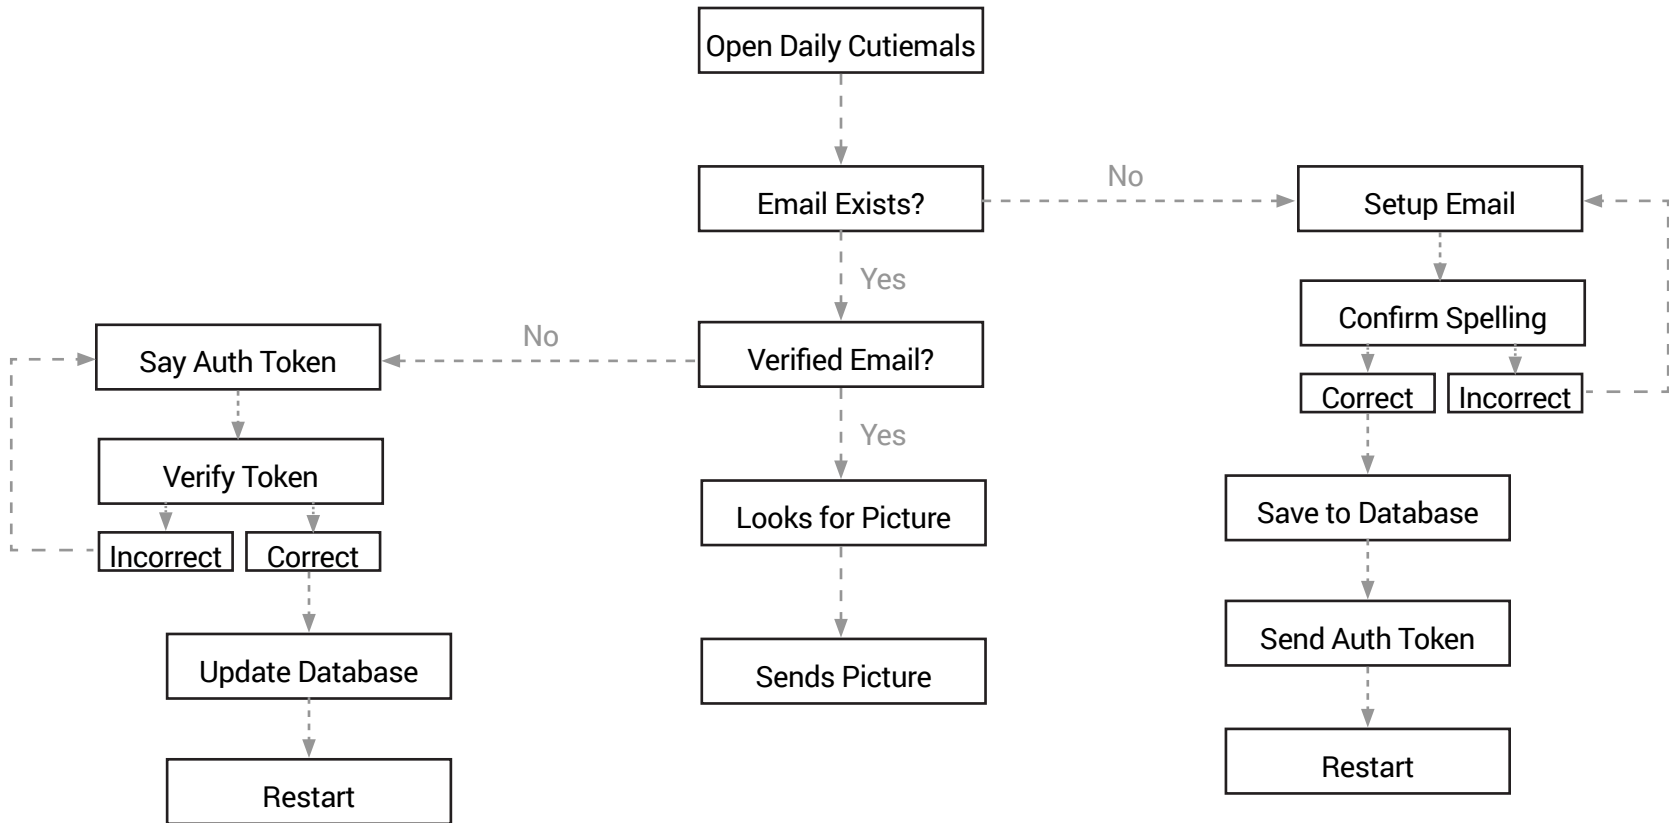 Open Daily Cutiemals
Email Exists?
No
Setup Email
Yes
Confirm Spelling
Correct
Incorrect
Say Auth Token
No
Verified Email?
Yes
Verify Token
Incorrect
Correct
Looks for Picture
Save to Database
Update Database
Sends Picture
Send Auth Token
Restart
Restart